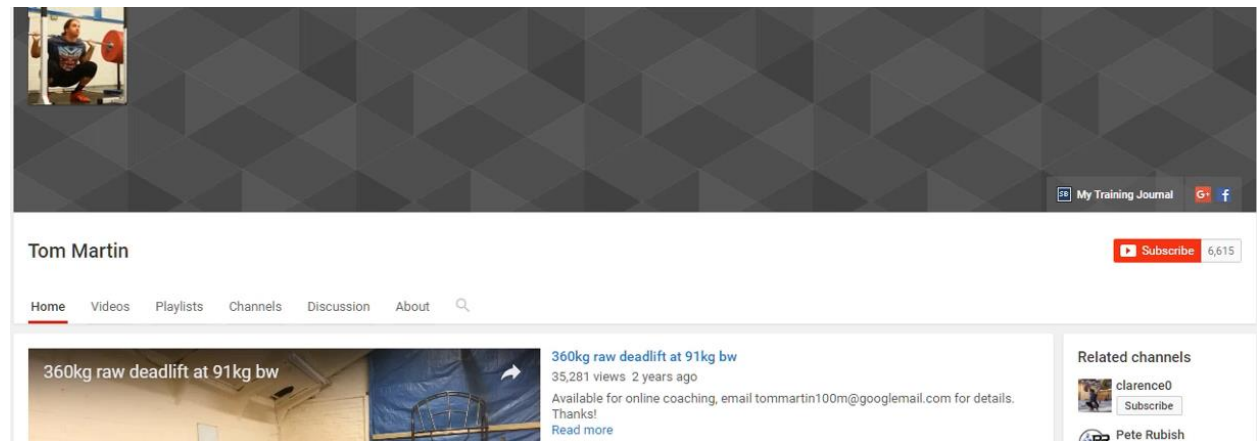 SB My Training Journal G+ f
Tom Martin
Subscribe 6,615
Home Videos Playlists Channels Discussion About
360kg raw deadlift at 91kg bw
360kg raw deadlift at 91kg bw
35,281 views 2 years ago
Available for online coaching, email tommartin100m@googlemail.com for details.
Thanks!
Read more
Related channels
clarence0
Subscribe
Pete Rubish